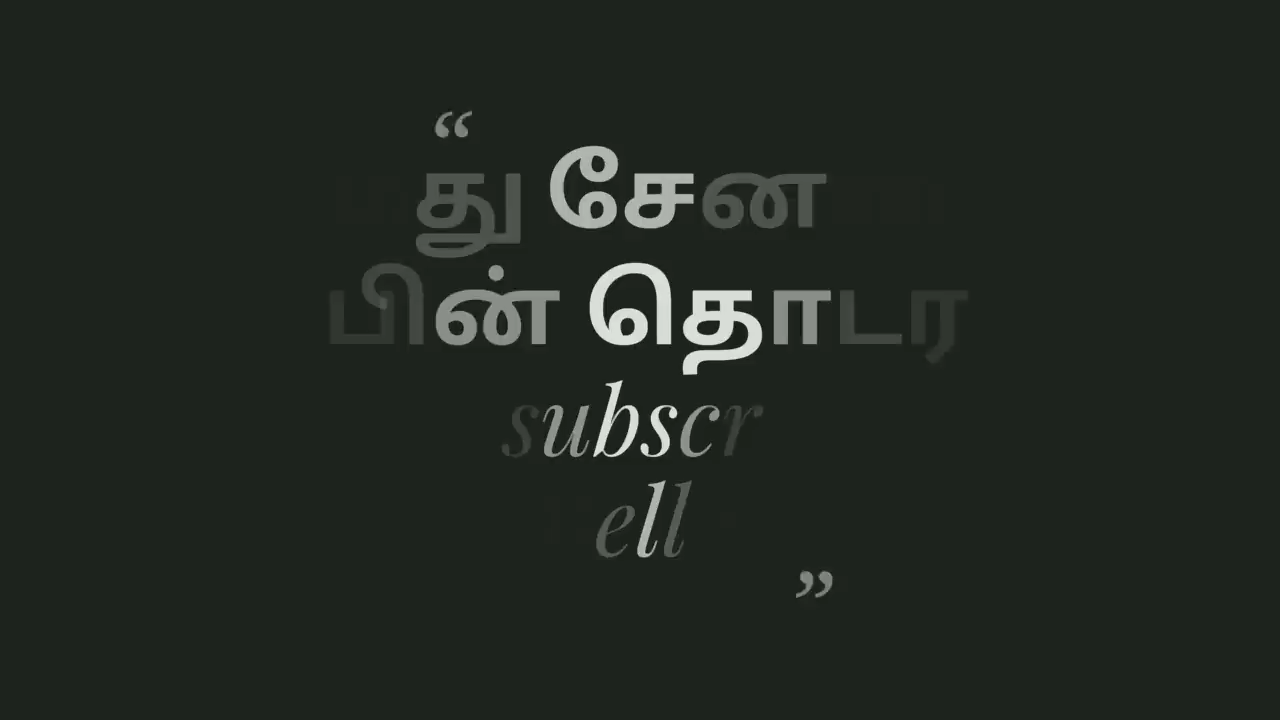 “
து சேன
பின் தொடர
subscr
ell
”